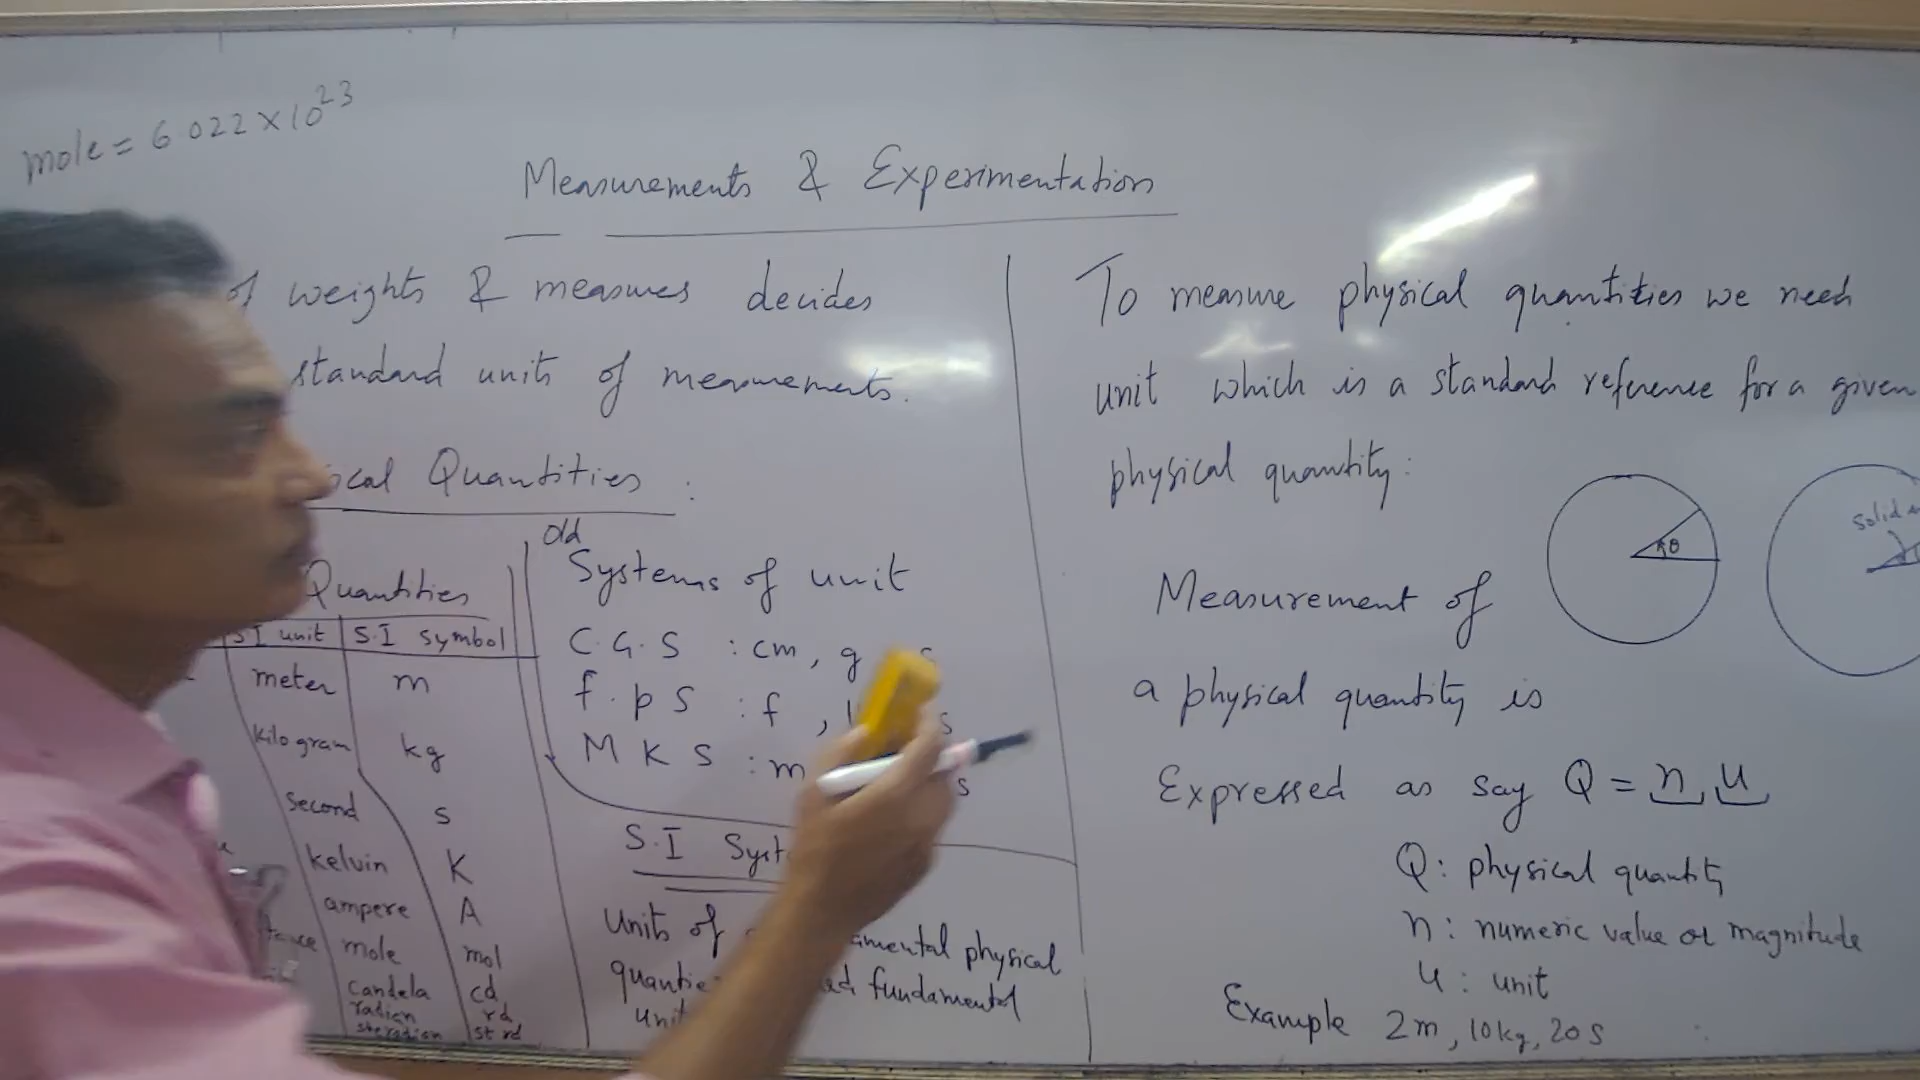 mole = 6.022 × 10^23
Measurements & Experimentation
of weights & measures decides
standard units of measurements.
Quantities :
Quantities
S.I unit | S.I symbol
meter m
kilogram kg
second s
kelvin K
ampere A
mole mol
candela cd
radian rd
steradian st rd
Old
Systems of unit
C.G.S : cm, g s
f.p.s : f , s
M K S : m s
S.I
Units of
physical
fundamental
To measure physical quantities we need
unit which is a standard reference for a given
physical quantity:
θ
solid
Measurement of
a physical quantity is
Expressed as say Q = n u
Q: physical quantity
n: numeric value or magnitude
u: unit
Example 2m, 10kg, 20s